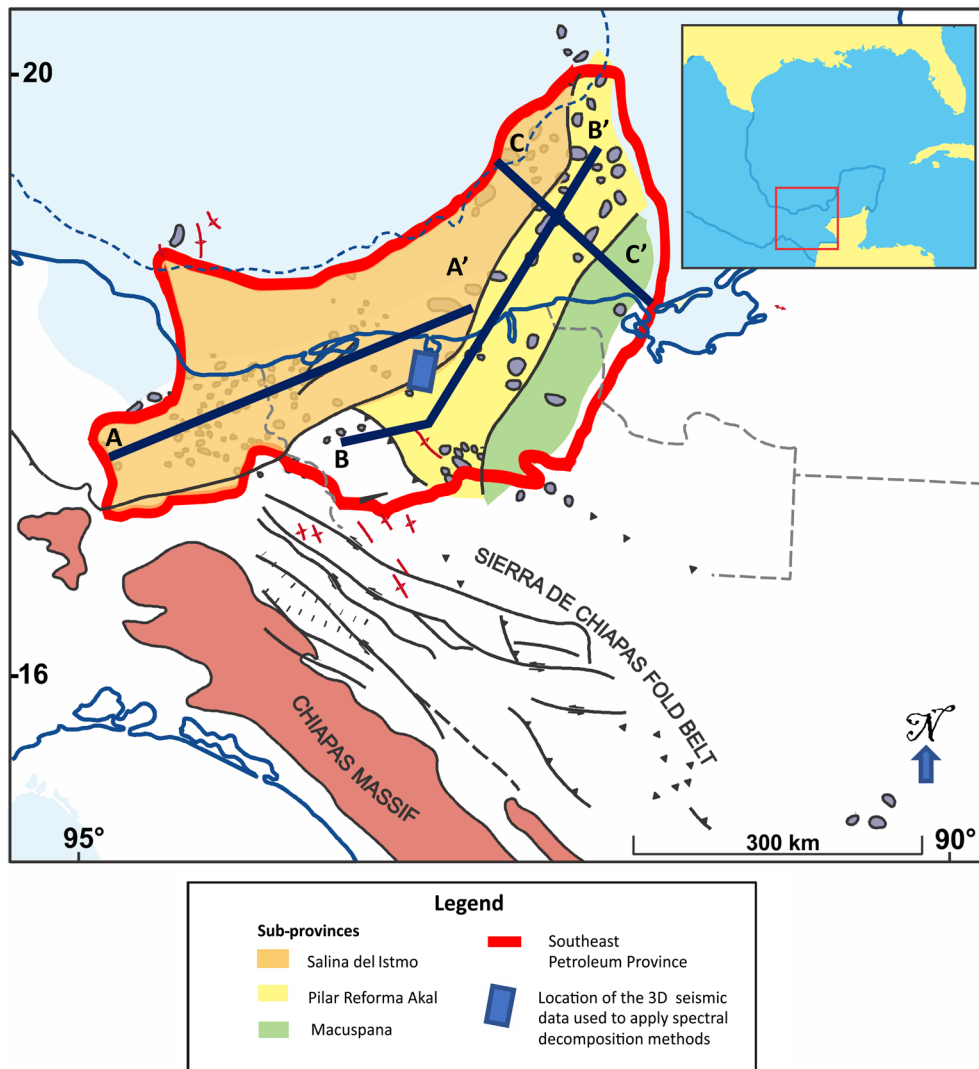 20
C
B’
A’
C’
A
B
SIERRA DE CHIAPAS FOLD BELT
16
CHIAPAS MASSIF
N
95°
300 km
90°
Legend
Sub-provinces
Salina del Istmo
Pilar Reforma Akal
Macuspana
Southeast
Petroleum Province
Location of the 3D seismic
data used to apply spectral
decomposition methods